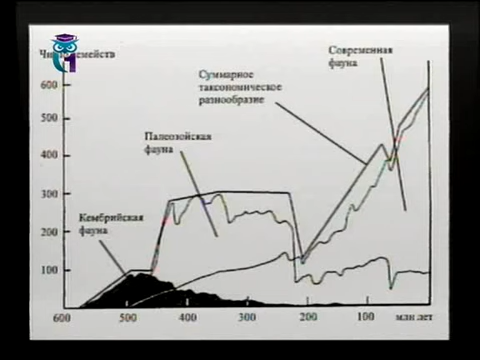 Число семейств
Современная
фауна
Суммарное
таксономическое
разнообразие
Палеозойская
фауна
Кембрийская
фауна
600
500
400
300
200
100
600
500
400
300
200
100
млн лет